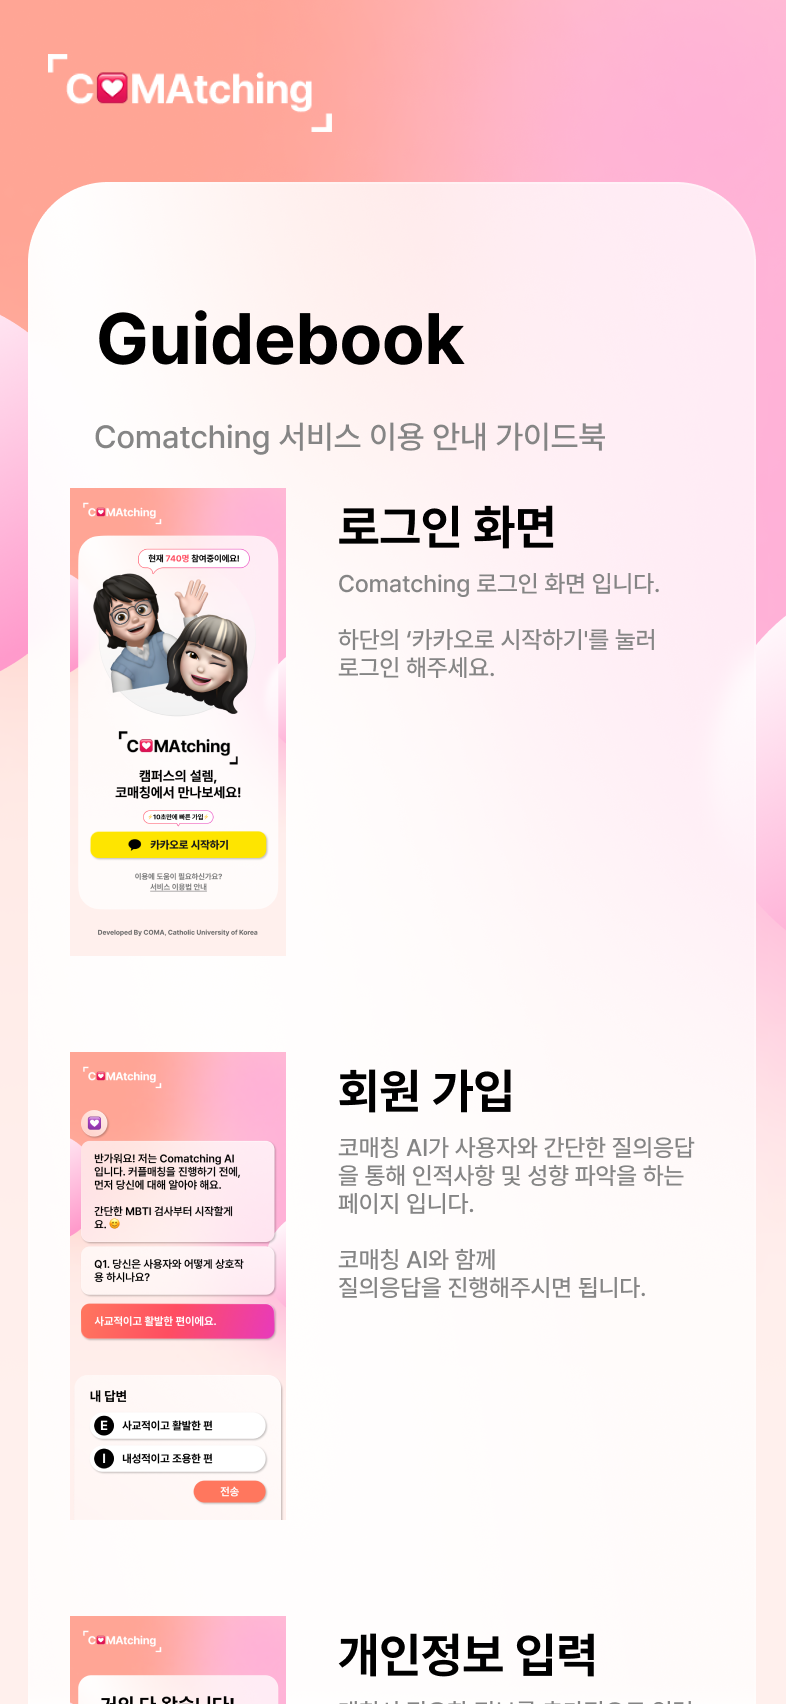 COMAtching
Guidebook
Comatching 서비스 이용 안내 가이드북
COMAtching
현재 740명 참여중이에요!
COMAtching
캠퍼스의 설렘,
코매칭에서 만나보세요!
10초만에 빠른 가입
카카오로 시작하기
이용에 도움이 필요하신가요?
서비스 이용법 안내
Developed By COMA, Catholic University of Korea
로그인 화면
Comatching 로그인 화면 입니다.
하단의 ‘카카오로 시작하기'를 눌러
로그인 해주세요.
COMAtching
반가워요! 저는 Comatching AI
입니다. 커플매칭을 진행하기 전에,
먼저 당신에 대해 알아야 해요.
간단한 MBTI 검사부터 시작할게
요. 😊
Q1. 당신은 사용자와 어떻게 상호작
용 하시나요?
사교적이고 활발한 편이에요.
내 답변
E 사교적이고 활발한 편
I 내성적이고 조용한 편
전송
회원 가입
코매칭 AI가 사용자와 간단한 질의응답
을 통해 인적사항 및 성향 파악을 하는
페이지 입니다.
코매칭 AI와 함께
질의응답을 진행해주시면 됩니다.
COMAtching
개인정보 입력